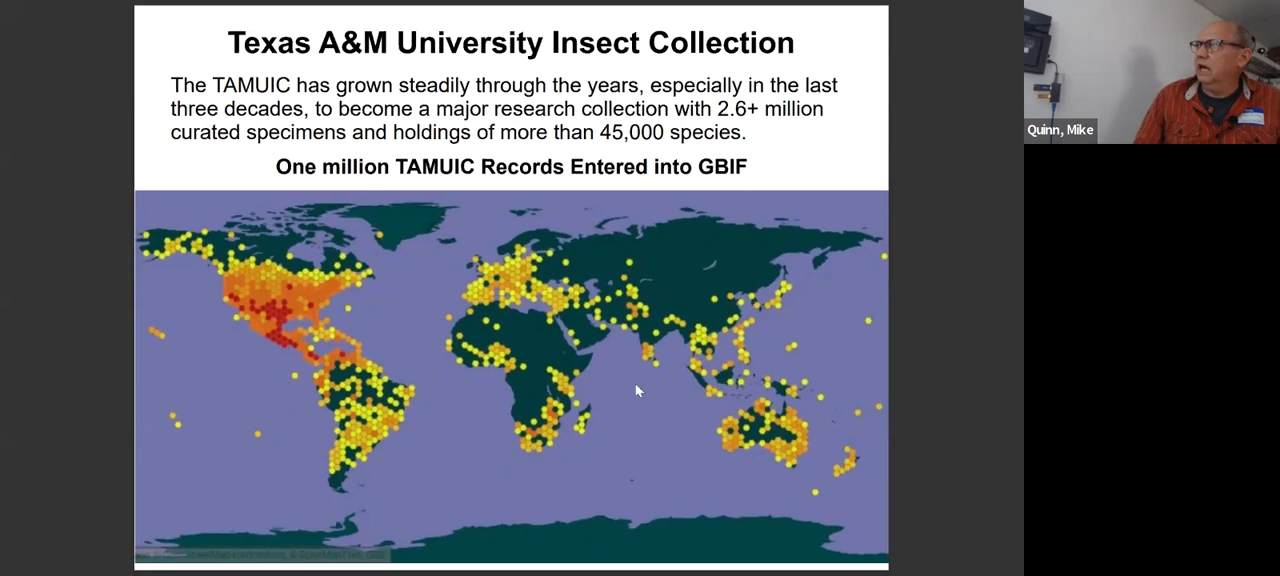 Texas A&M University Insect Collection
The TAMUIC has grown steadily through the years, especially in the last
three decades, to become a major research collection with 2.6+ million
curated specimens and holdings of more than 45,000 species.
One million TAMUIC Records Entered into GBIF
Quinn, Mike